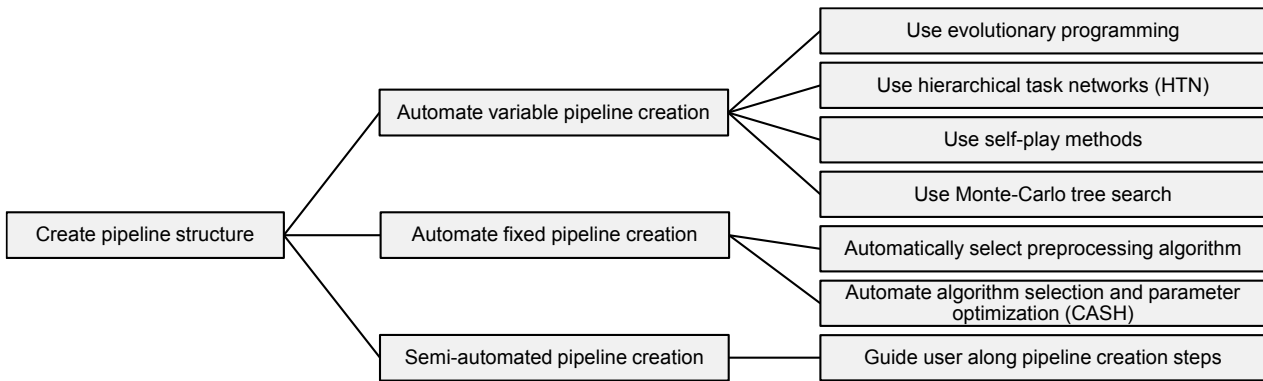 Use evolutionary programming
Use hierarchical task networks (HTN)
Automate variable pipeline creation
Use self-play methods
Use Monte-Carlo tree search
Create pipeline structure
Automate fixed pipeline creation
Automatically select preprocessing algorithm
Automate algorithm selection and parameter
optimization (CASH)
Semi-automated pipeline creation
Guide user along pipeline creation steps